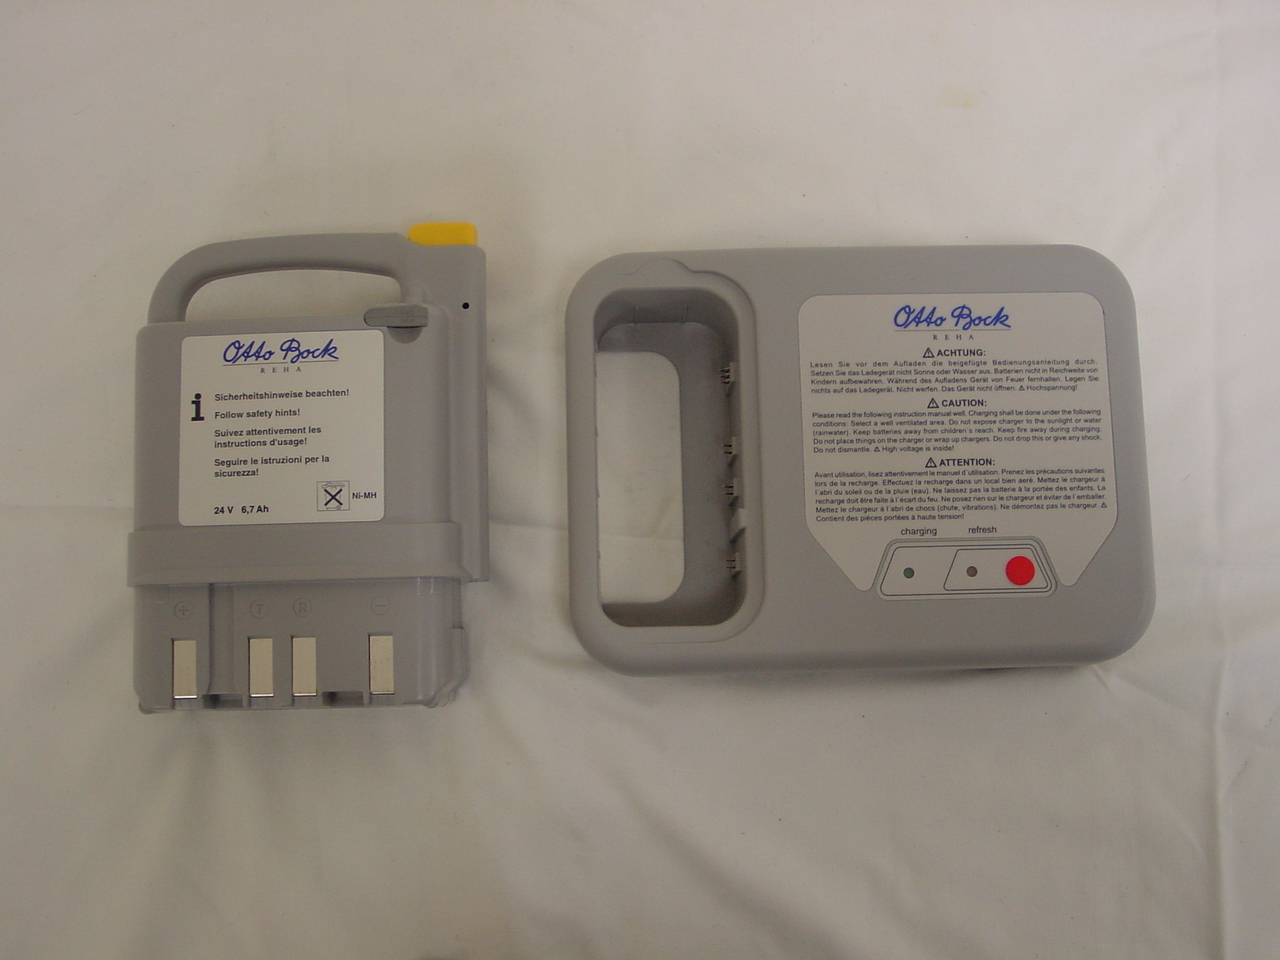 Otto Bock
REHA
i
Sicherheitshinweise beachten!
Follow safety hints!
Suivez attentivement les
instructions d'usage!
Seguire le istruzioni per la
sicurezza!
Ni-MH
24 V 6,7 Ah
+ T R −
Otto Bock
REHA
ACHTUNG:
Lesen Sie vor dem Aufladen die beigefügte Bedienungsanleitung durch.
Setzen Sie das Ladegerät nicht Sonne oder Wasser aus. Batterien nicht in Reichweite von
Kindern aufbewahren. Während des Aufladens Gerät von Feuer fernhalten. Legen Sie
nichts auf das Ladegerät. Nicht werfen. Das Gerät nicht öffnen. ⚠ Hochspannung!
CAUTION:
Please read the following instruction manual well. Charging shall be done under the following
conditions: Select a well ventilated area. Do not expose charger to the sunlight or water
(rainwater). Keep batteries away from children´s reach. Keep fire away during charging.
Do not place things on the charger or wrap up chargers. Do not drop this or give any shock.
Do not dismantle. ⚠ High voltage is inside!
ATTENTION:
Avant utilisation, lisez attentivement le manuel d´utilisation. Prenez les précautions suivantes
lors de la recharge. Effectuez la recharge dans un local bien aeré. Mettez le chargeur à
l´abri du soleil ou de la pluie (eau). Ne laissez pas la batterie à la portée des enfants. La
recharge doit être faite à l´écart du feu. Ne posez rien sur le chargeur et éviter de l´emballer.
Mettez le chargeur à l´abri de chocs (chute, vibrations). Ne démontez pas le chargeur ⚠
Contient des pièces portées à haute tension!
charging refresh